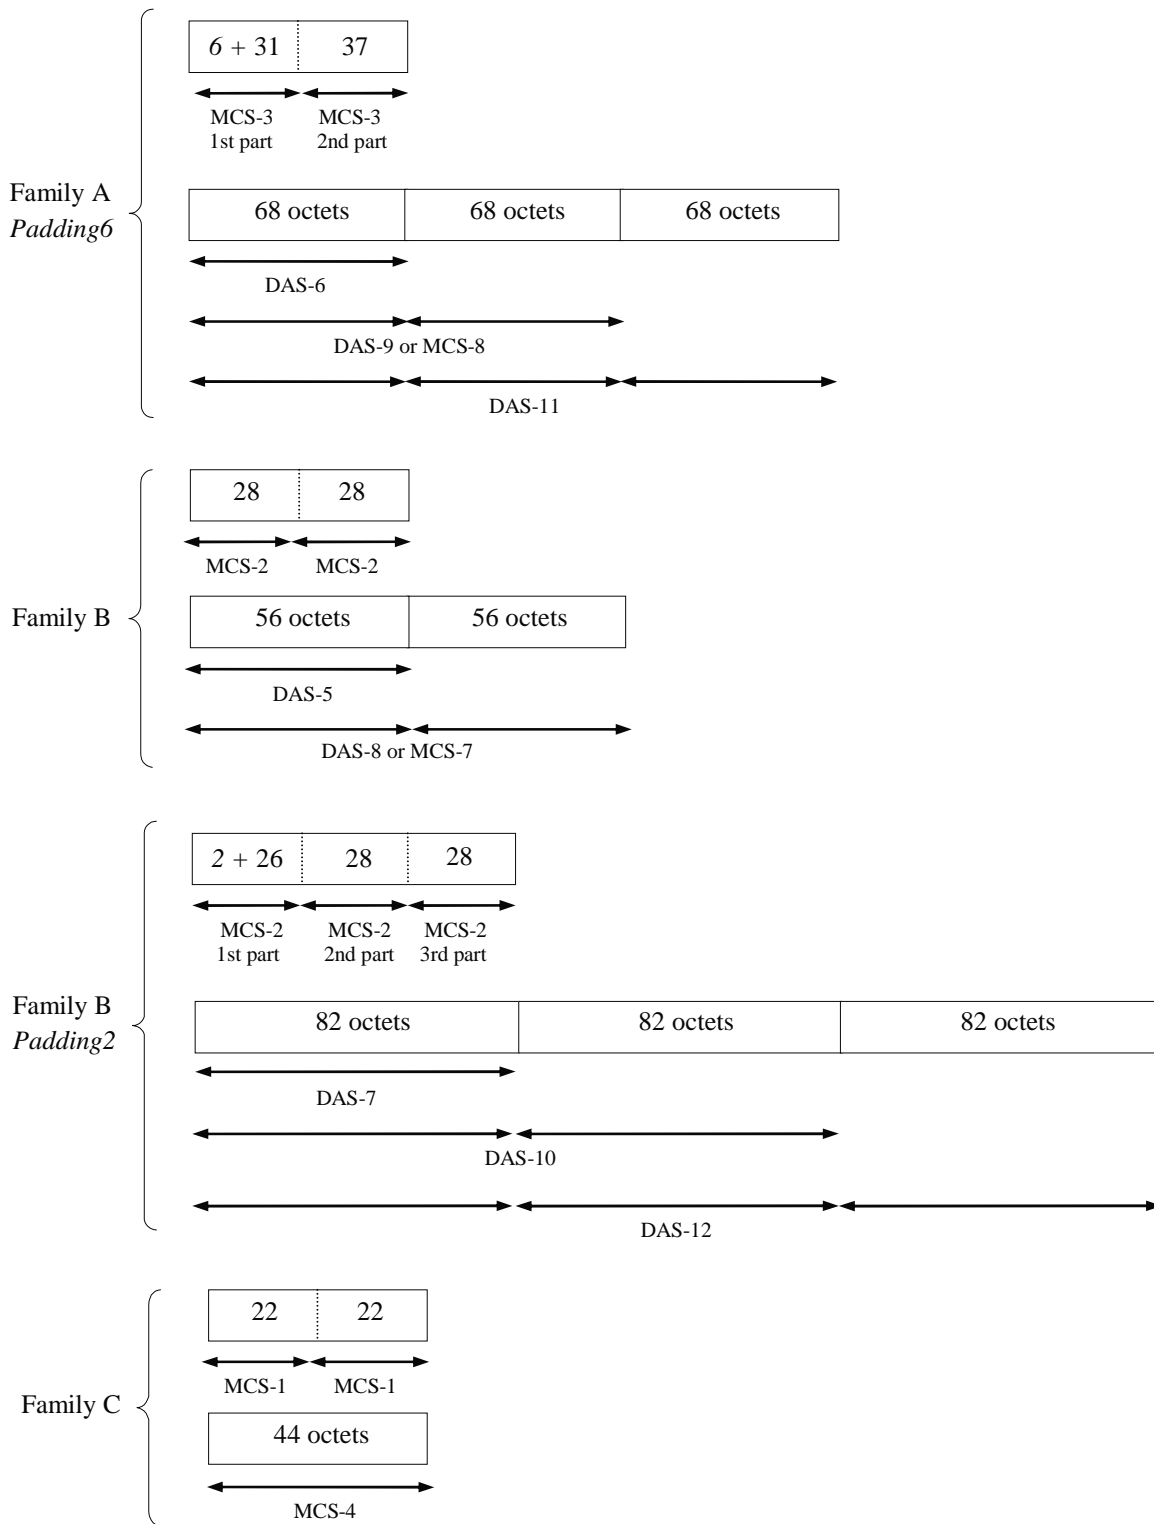 6 + 31 37
MCS-3 MCS-3
1st part 2nd part
Family A
Padding6
68 octets 68 octets 68 octets
DAS-6
DAS-9 or MCS-8
DAS-11
28 28
MCS-2 MCS-2
Family B
56 octets 56 octets
DAS-5
DAS-8 or MCS-7
2 + 26 28 28
MCS-2 MCS-2 MCS-2
1st part 2nd part 3rd part
Family B
Padding2
82 octets 82 octets 82 octets
DAS-7
DAS-10
DAS-12
22 22
MCS-1 MCS-1
Family C
44 octets
MCS-4